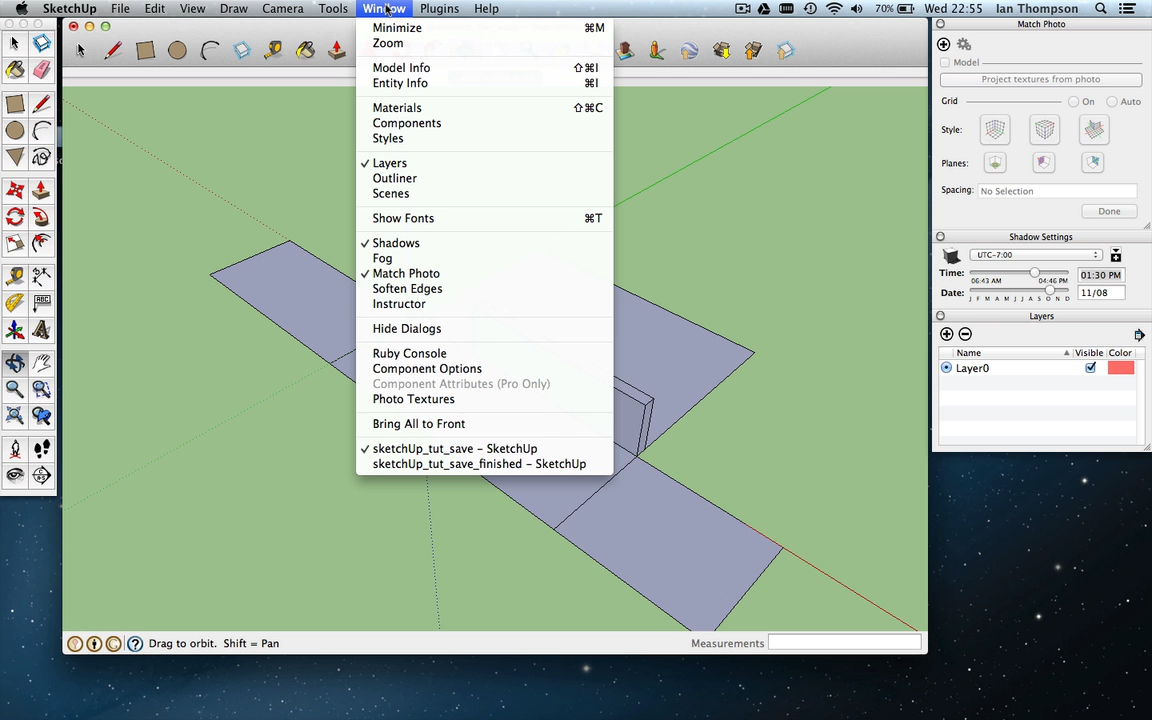 SketchUp File Edit View Draw Camera Tools Window Plugins Help 70% Wed 22:55 Ian Thompson
Minimize ⌘M
Zoom
Model Info ⇧⌘I
Entity Info ⌘I
Materials ⇧⌘C
Components
Styles
✓ Layers
Outliner
Scenes
Show Fonts ⌘T
✓ Shadows
Fog
✓ Match Photo
Soften Edges
Instructor
Hide Dialogs
Ruby Console
Component Options
Component Attributes (Pro Only)
Photo Textures
Bring All to Front
✓ sketchUp_tut_save – SketchUp
sketchUp_tut_save_finished – SketchUp
ABC
Drag to orbit. Shift = Pan
Measurements
Match Photo
Model
Project textures from photo
Grid On Auto
Style:
Planes:
Spacing: No Selection
Done
Shadow Settings
UTC-7:00
Time: 01:30 PM
06:43 AM 04:46 PM
Date: 11/08
J F M A M J J A S O N D
Layers
Name Visible Color
Layer0